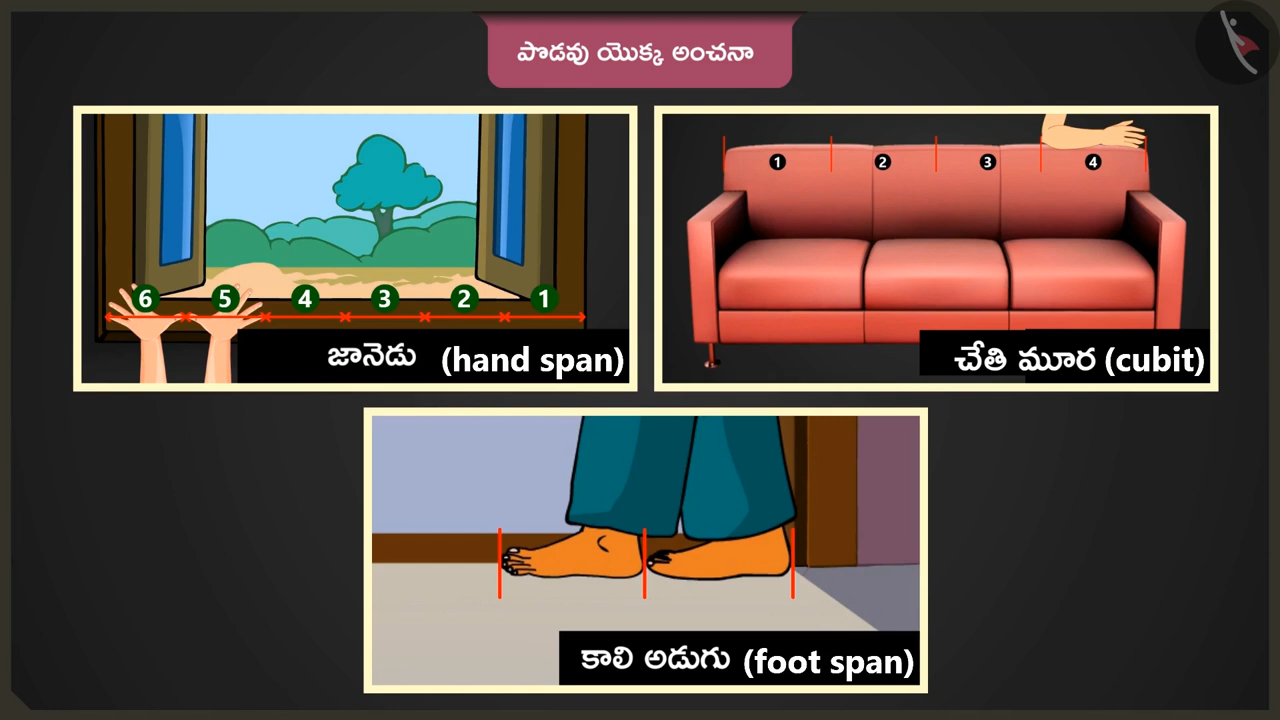 పొడవు యొక్క అంచనా
6 5 4 3 2 1
జానెడు (hand span)
1 2 3 4
చేతి మూర (cubit)
కాలి అడుగు (foot span)